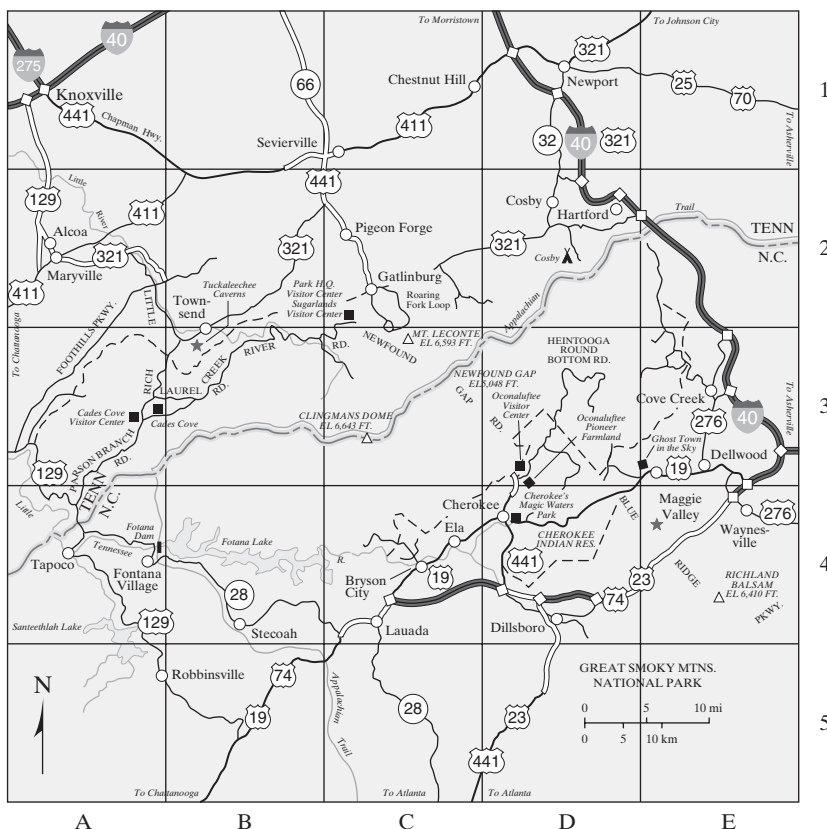 To Morristown
To Johnson City
40
321
275
66
Chestnut Hill
Newport
1
Knoxville
25
441
70
Chapman Hwy.
411
32
40
321
Sevierville
To Asherville
Little
River
129
441
Trail
Cosby
Hartford
TENN
N.C.
411
Alcoa
Pigeon Forge
2
321
321
321
Maryville
Cosby
Tuckaleechee
Caverns
Park H.Q.
Visitor Center
Sugarlands
Visitor Center
Gatlinburg
411
LITTLE
Town-
send
Roaring
Fork Loop
Appalachian
To Chattanooga
FOOTHILLS PKWY.
RIVER
RD.
NEWFOUND
MT. LECONTE
EL 6,593 FT.
HEINTOOGA
ROUND
BOTTOM RD.
RICH
LAUREL
CREEK
RD.
NEWFOUND GAP
EL5,048 FT.
GAP
RD.
Oconaluftee
Visitor
Center
Cove Creek
To Asherville
3
Cades Cove
Visitor Center
Cades Cove
CLINGMANS DOME
EL 6,643 FT.
Oconaluftee
Pioneer
Farmland
276
40
Ghost Town
in the Sky
Dellwood
PARSON BRANCH
RD.
129
19
TENN
N.C.
Little
Cherokee
Cherokee's
Magic Waters
Park
BLUE
Maggie
Valley
276
Fotana
Dam
Fotana Lake
Ela
CHEROKEE
INDIAN RES.
Waynes-
ville
Tennessee
R.
Tapoco
Fontana
Village
Bryson
City
19
441
23
RIDGE
RICHLAND
BALSAM
EL 6,410 FT.
4
28
74
PKWY.
129
Stecoah
Lauada
Dillsboro
Santeethlah Lake
Robbinsville
74
GREAT SMOKY MTNS.
NATIONAL PARK
N
Appalachian
Trail
28
0 5 10 mi
19
23
5
0 5 10 km
441
To Chattanooga
To Atlanta
To Atlanta
A B C D E